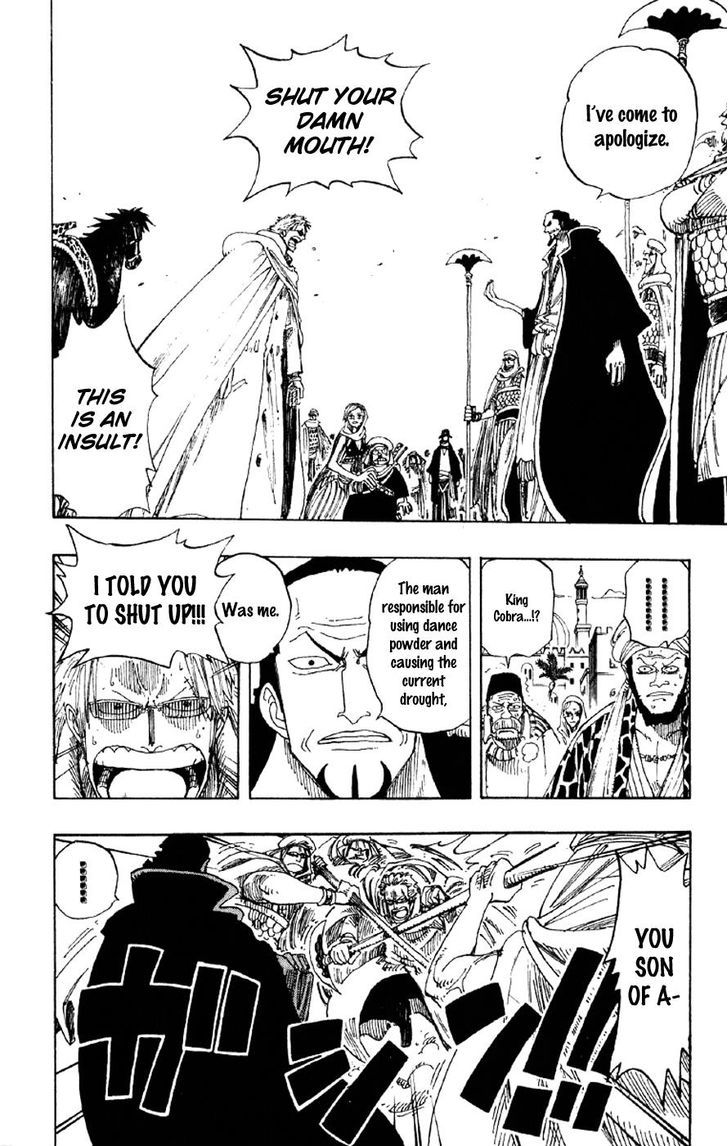 I've come to
apologize.
SHUT YOUR
DAMN
MOUTH!
THIS
IS AN
INSULT!
!!!!!!
King
Cobra...!?
The man
responsible for
using dance
powder and
causing the
current
drought,
Was me.
I TOLD YOU
TO SHUT UP!!!
YOU
SON
OF A-